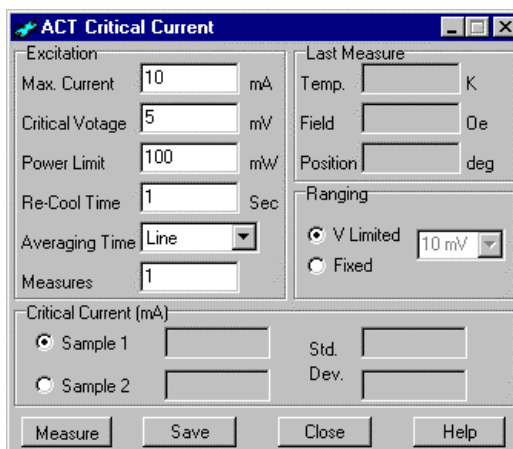 ACT Critical Current
Excitation
Max. Current 10 mA
Critical Votage 5 mV
Power Limit 100 mW
Re-Cool Time 1 Sec
Averaging Time Line
Measures 1
Last Measure
Temp. K
Field Oe
Position deg
Ranging
V Limited 10 mV
Fixed
Critical Current (mA)
Sample 1
Sample 2
Std.
Dev.
Measure Save Close Help